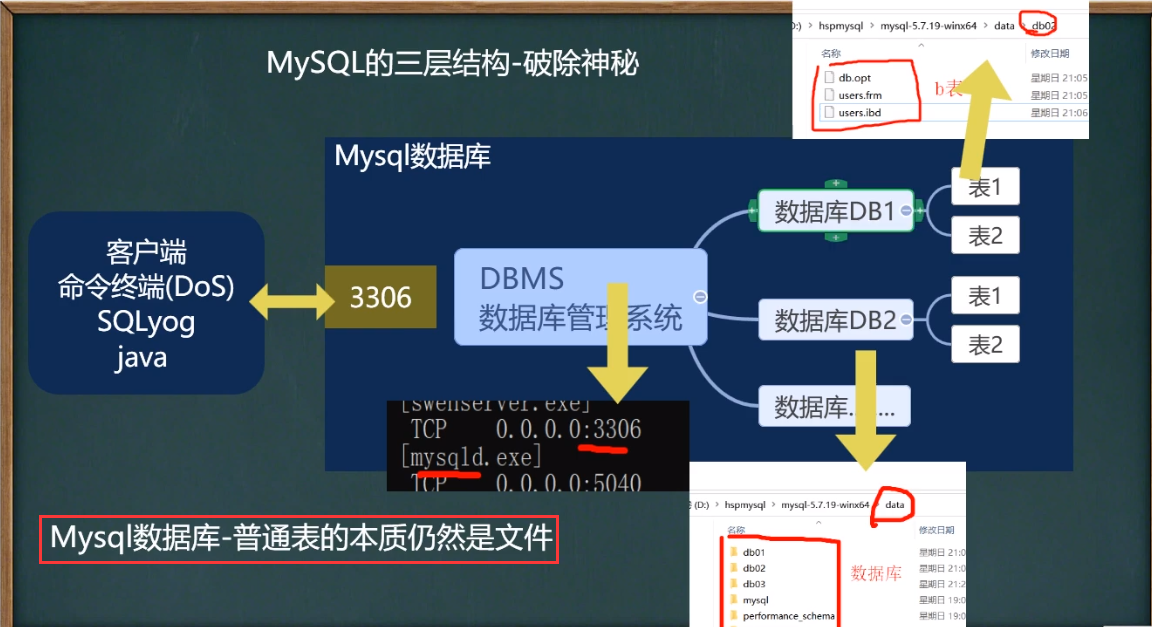 MySQL的三层结构-破除神秘
hspmysql > mysql-5.7.19-winx64 > data > db02
名称 修改日期
db.opt 星期日 21:05
users.frm 星期日 21:05
users.ibd 星期日 21:06
b表
Mysql数据库
客户端
命令终端(DoS)
SQLyog
java
3306
DBMS
数据库管理系统
数据库DB1
表1
表2
数据库DB2
表1
表2
数据库......
[swenserver.exe]
TCP 0.0.0.0:3306
[mysqld.exe]
TCP 0.0.0.0:5040
Mysql数据库-普通表的本质仍然是文件
(D:) > hspmysql > mysql-5.7.19-winx64 > data
名称 修改日期
db01 星期日 21:0
db02 星期日 21:0
db03 星期日 21:2
mysql 星期日 19:0
performance_schema 星期日 19:0
数据库